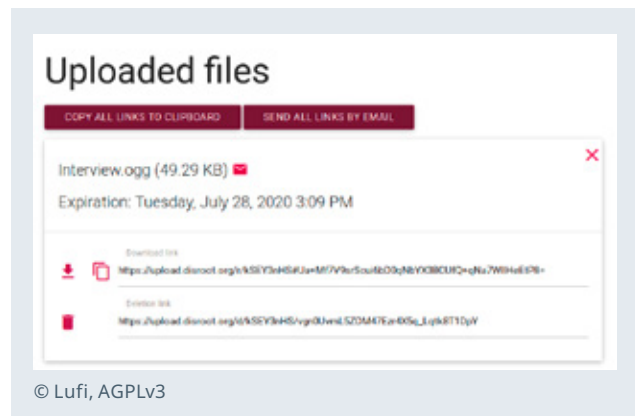 Uploaded files
COPY ALL LINKS TO CLIPBOARD SEND ALL LINKS BY EMAIL
Interview.ogg (49.29 KB)
Expiration: Tuesday, July 28, 2020 3:09 PM
Download link
Deletion link
© Lufi, AGPLv3